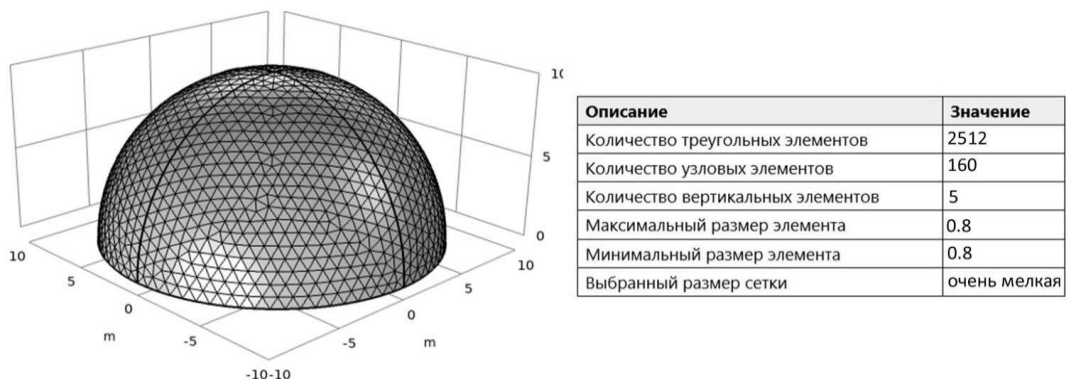 10
5
0
10
5
0
m
-5
-10
-10
-5
m
0
5
10
Описание Значение
Количество треугольных элементов 2512
Количество узловых элементов 160
Количество вертикальных элементов 5
Максимальный размер элемента 0.8
Минимальный размер элемента 0.8
Выбранный размер сетки очень мелкая